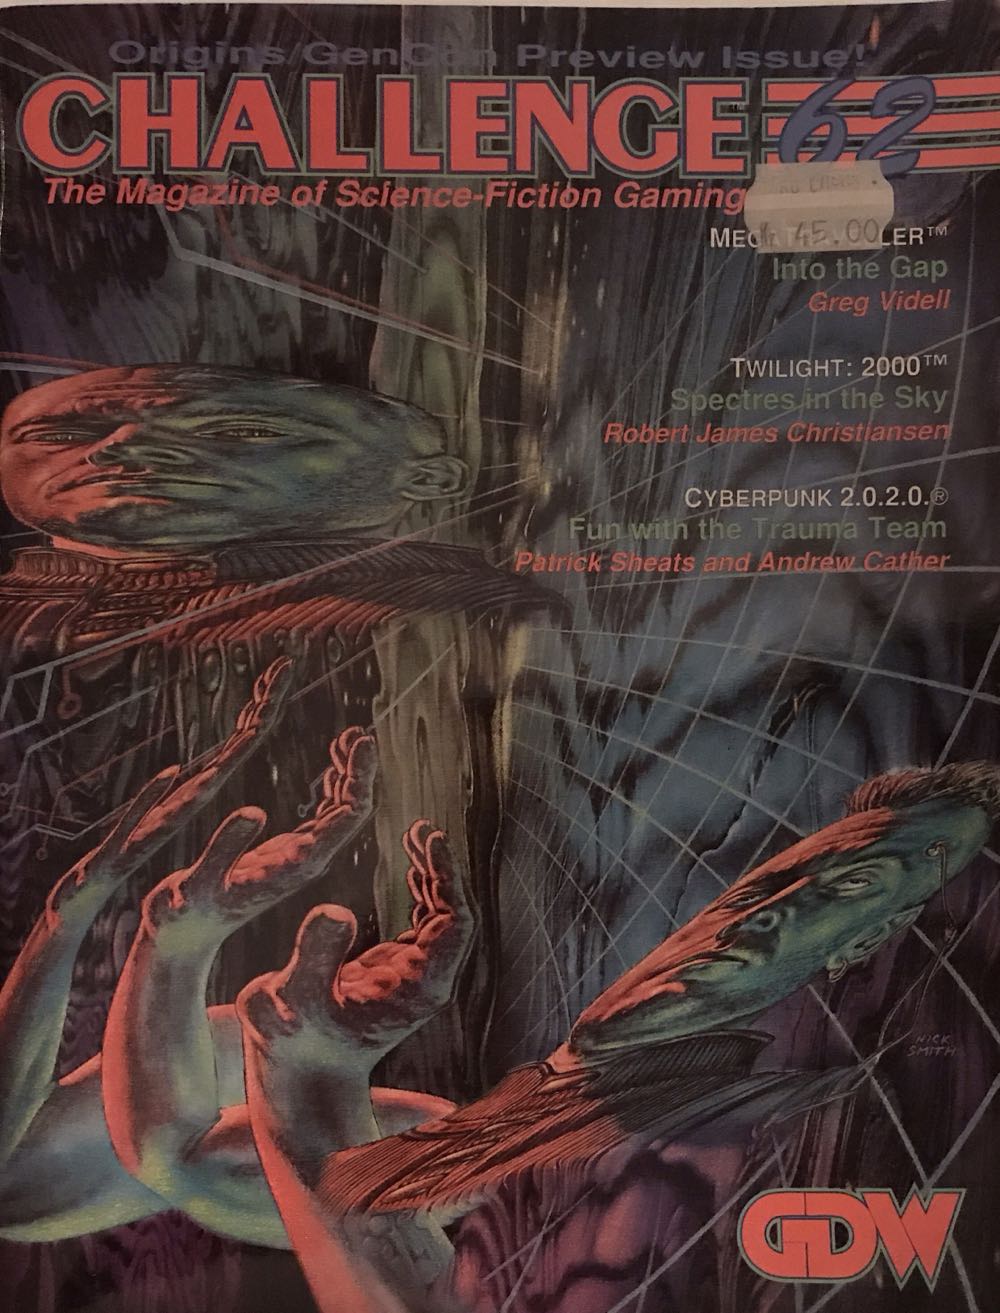 Origins/GenCon Preview Issue!
CHALLENGE 62
The Magazine of Science-Fiction Gaming
45.00
LER™
Into the Gap
Greg Videll
TWILIGHT: 2000™
Spectres in the Sky
Robert James Christiansen
CYBERPUNK 2.0.2.0.®
Fun with the Trauma Team
Patrick Sheats and Andrew Cather
NICK
SMITH
GDW